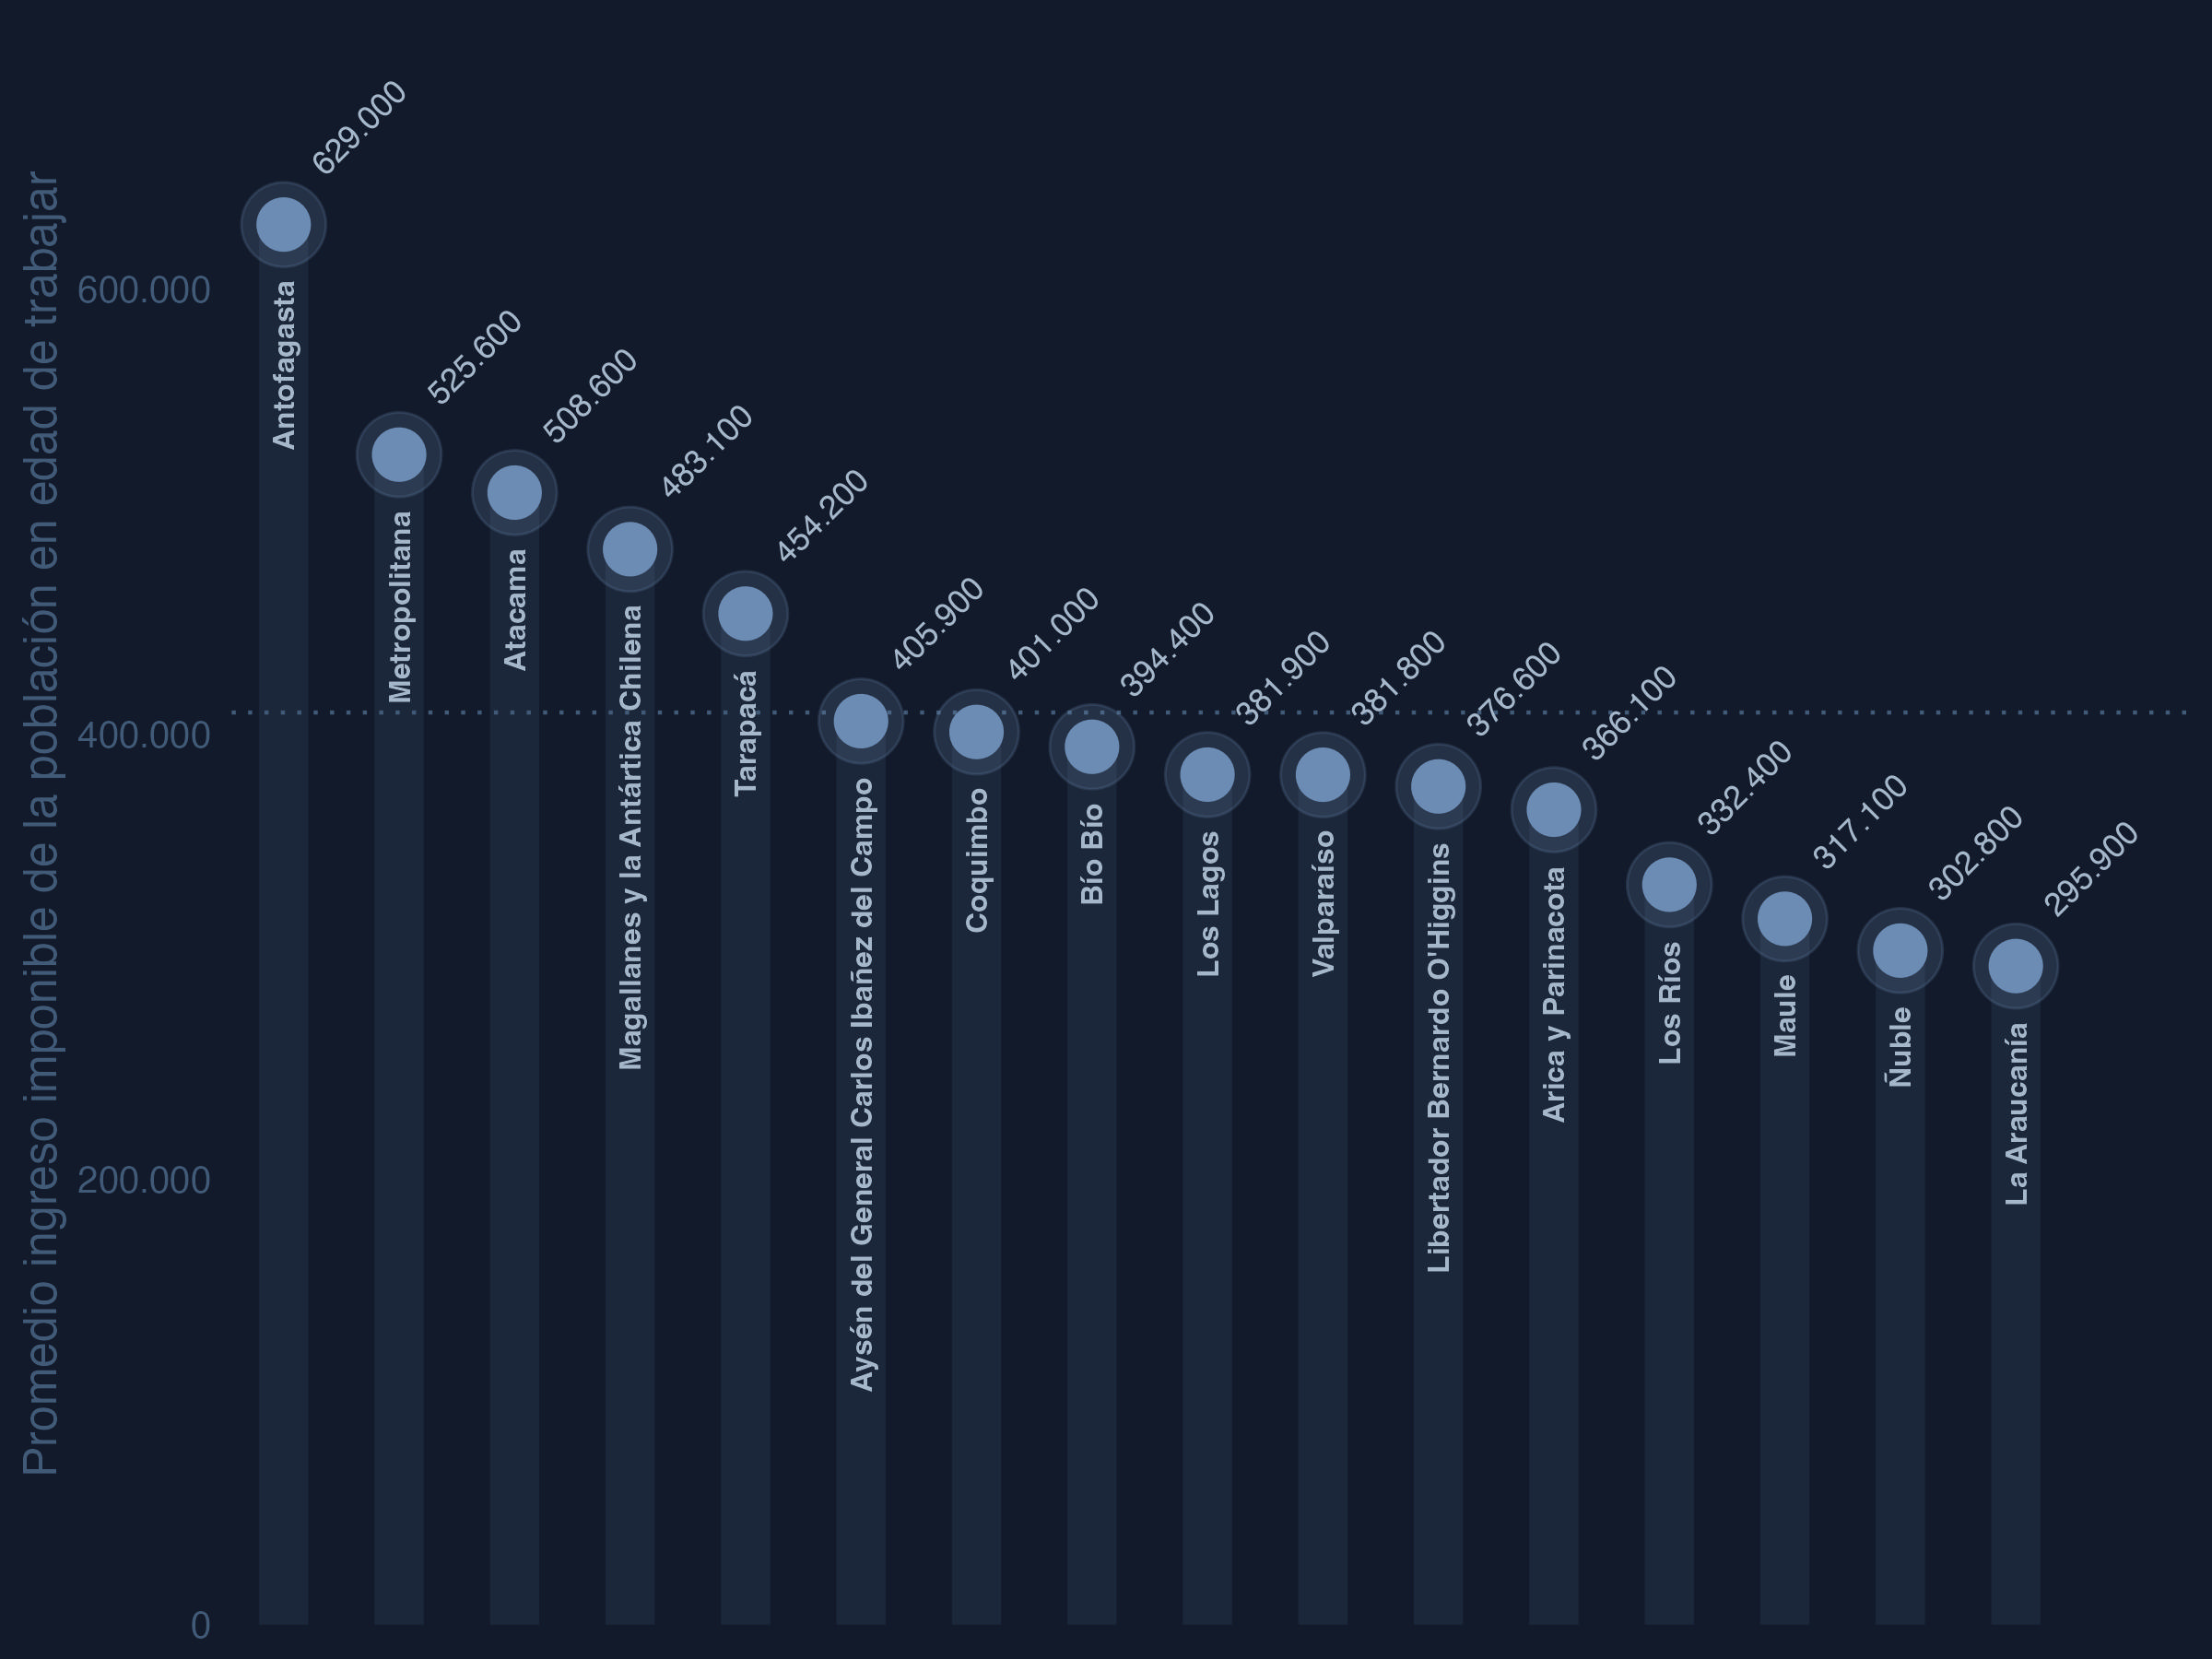 Promedio ingreso imponible de la población en edad de trabajar
600.000
400.000
200.000
0
629.000
Antofagasta
525.600
Metropolitana
508.600
Atacama
483.100
Magallanes y la Antártica Chilena
454.200
Tarapacá
405.900
Aysén del General Carlos Ibañez del Campo
401.000
Coquimbo
394.400
Bío Bío
381.900
Los Lagos
381.800
Valparaíso
376.600
Libertador Bernardo O'Higgins
366.100
Arica y Parinacota
332.400
Los Ríos
317.100
Maule
302.800
Ñuble
295.900
La Araucanía